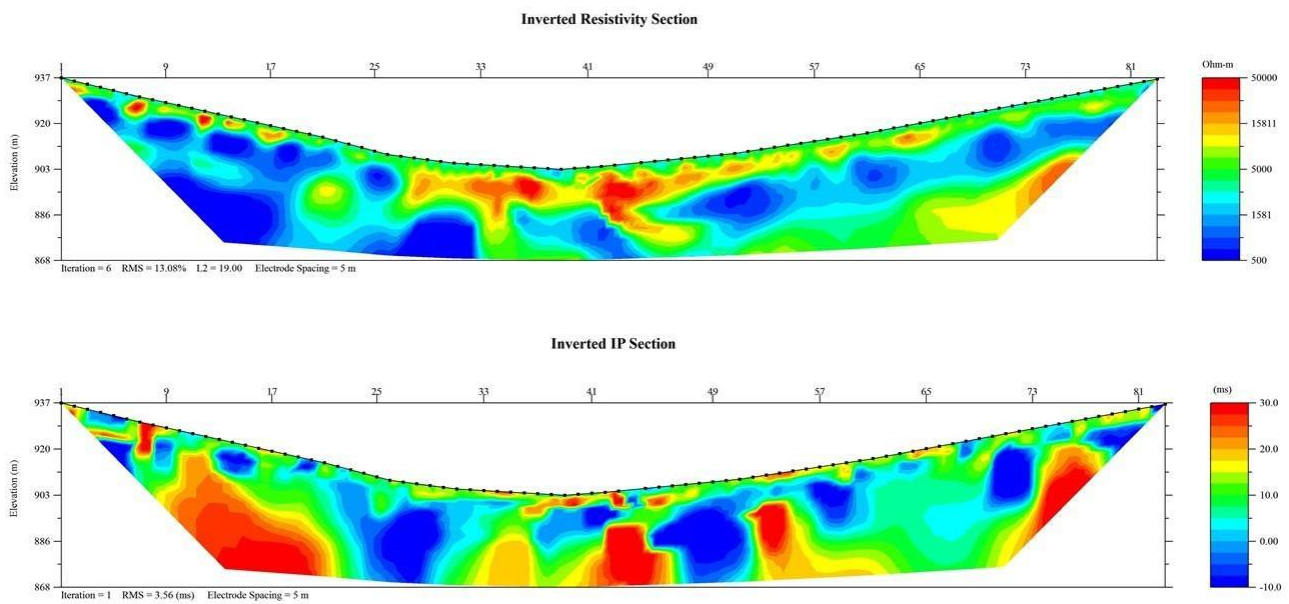 Inverted Resistivity Section
1 9 17 25 33 41 49 57 65 73 81
Ohm-m
937
920
903
886
868
Elevation (m)
50000
15811
5000
1581
500
Iteration = 6 RMS = 13.08% L2 = 19.00 Electrode Spacing = 5 m
Inverted IP Section
1 9 17 25 33 41 49 57 65 73 81
(ms)
937
920
903
886
868
Elevation (m)
30.0
20.0
10.0
0.00
-10.0
Iteration = 1 RMS = 3.56 (ms) Electrode Spacing = 5 m